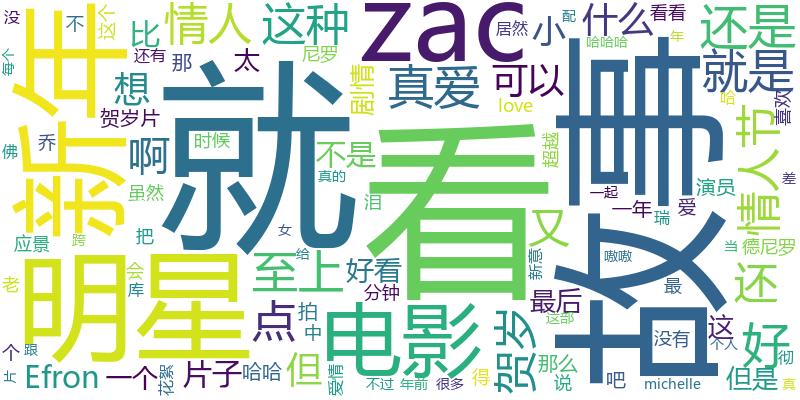 没
不
这个
比
情人
这种
zac
居然
配
小
什么
看看
年
还是
每个
还有
那
尼罗
太
哈哈哈
想
剧情
真爱
可以
就是
哈
喜欢
贺岁片
love
新年
佛
乔
啊
时候
不是
超越
情人节
虽然
真的
就
看
故事
一起
演员
差
应景
跨
把
泪
女
又
一年
瑞
爱
当
德尼罗
老
会
库
至上
给
好看
分钟
新意
嗷嗷
最
还
明星
点
拍
中
电影
贺岁
最后
这部
没有
这
个人
好
个
跟
片
Efron
一个
花絮
片子
哈哈
但
爱情
不过
年前
很多
得
那么
说
吧
michelle
但是
彻
真